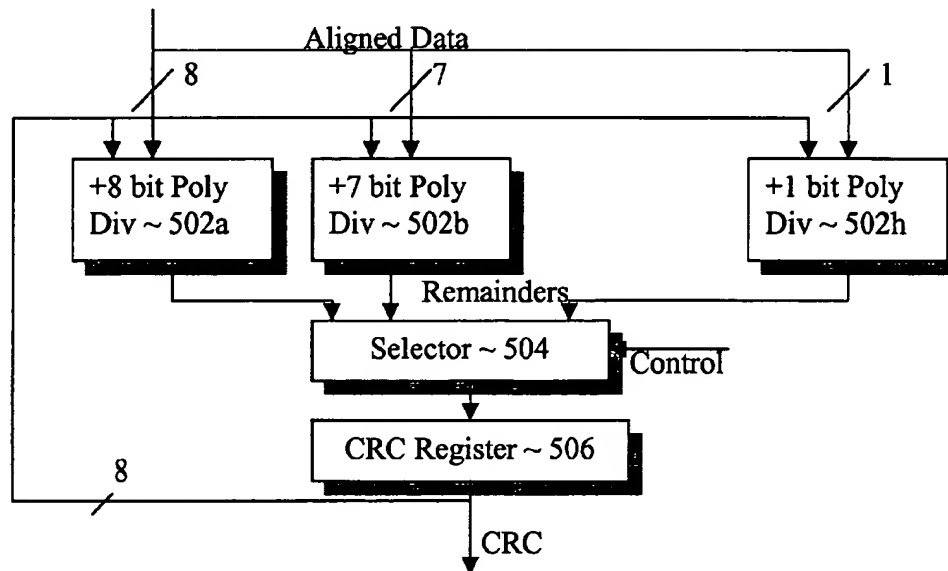 Aligned Data
8
7
1
+8 bit Poly
Div ~ 502a
+7 bit Poly
Div ~ 502b
+1 bit Poly
Div ~ 502h
Remainders
Selector ~ 504
Control
CRC Register ~ 506
8
CRC